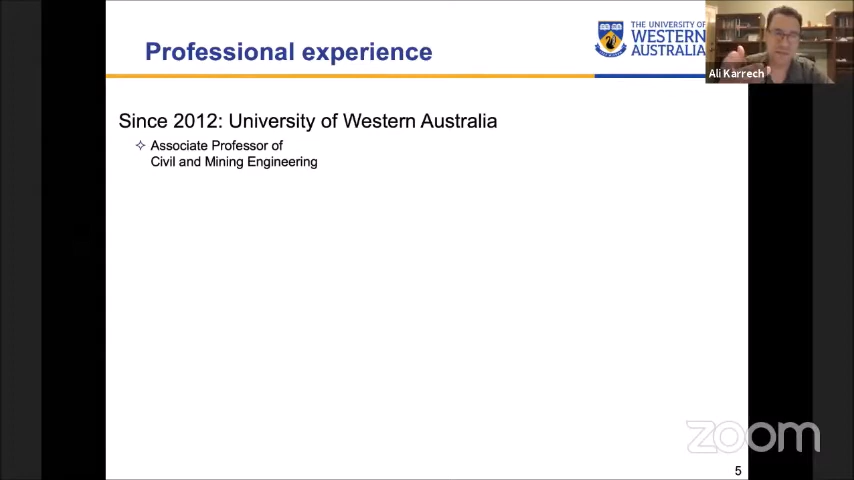 Professional experience
THE UNIVERSITY OF
WESTERN
AUSTRALIA
Ali Karrech
Since 2012: University of Western Australia
✧ Associate Professor of
Civil and Mining Engineering
zoom
5